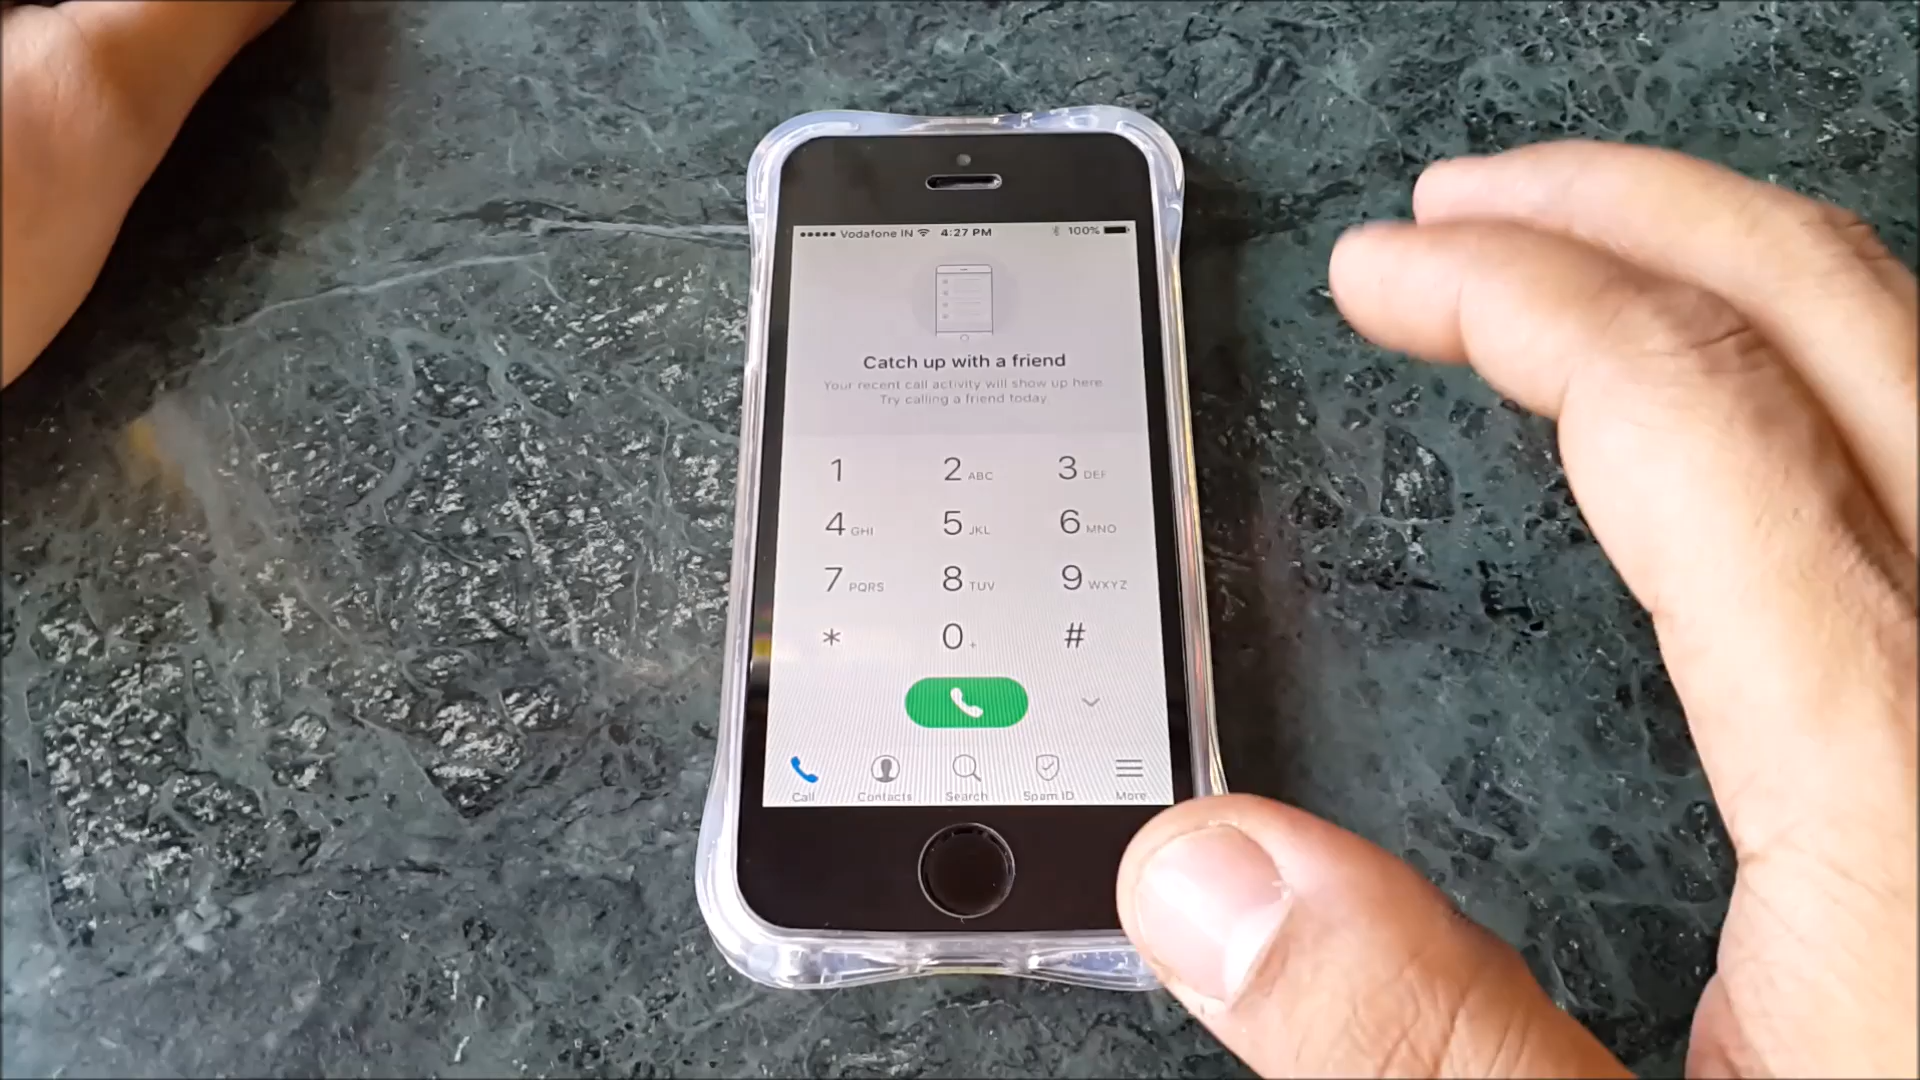 Vodafone IN 4:27 PM 100%
Catch up with a friend
Your recent call activity will show up here
Try calling a friend today.
1 2 ABC 3 DEF
4 GHI 5 JKL 6 MNO
7 PQRS 8 TUV 9 WXYZ
* 0 + #
Call Contacts Search Spam ID More